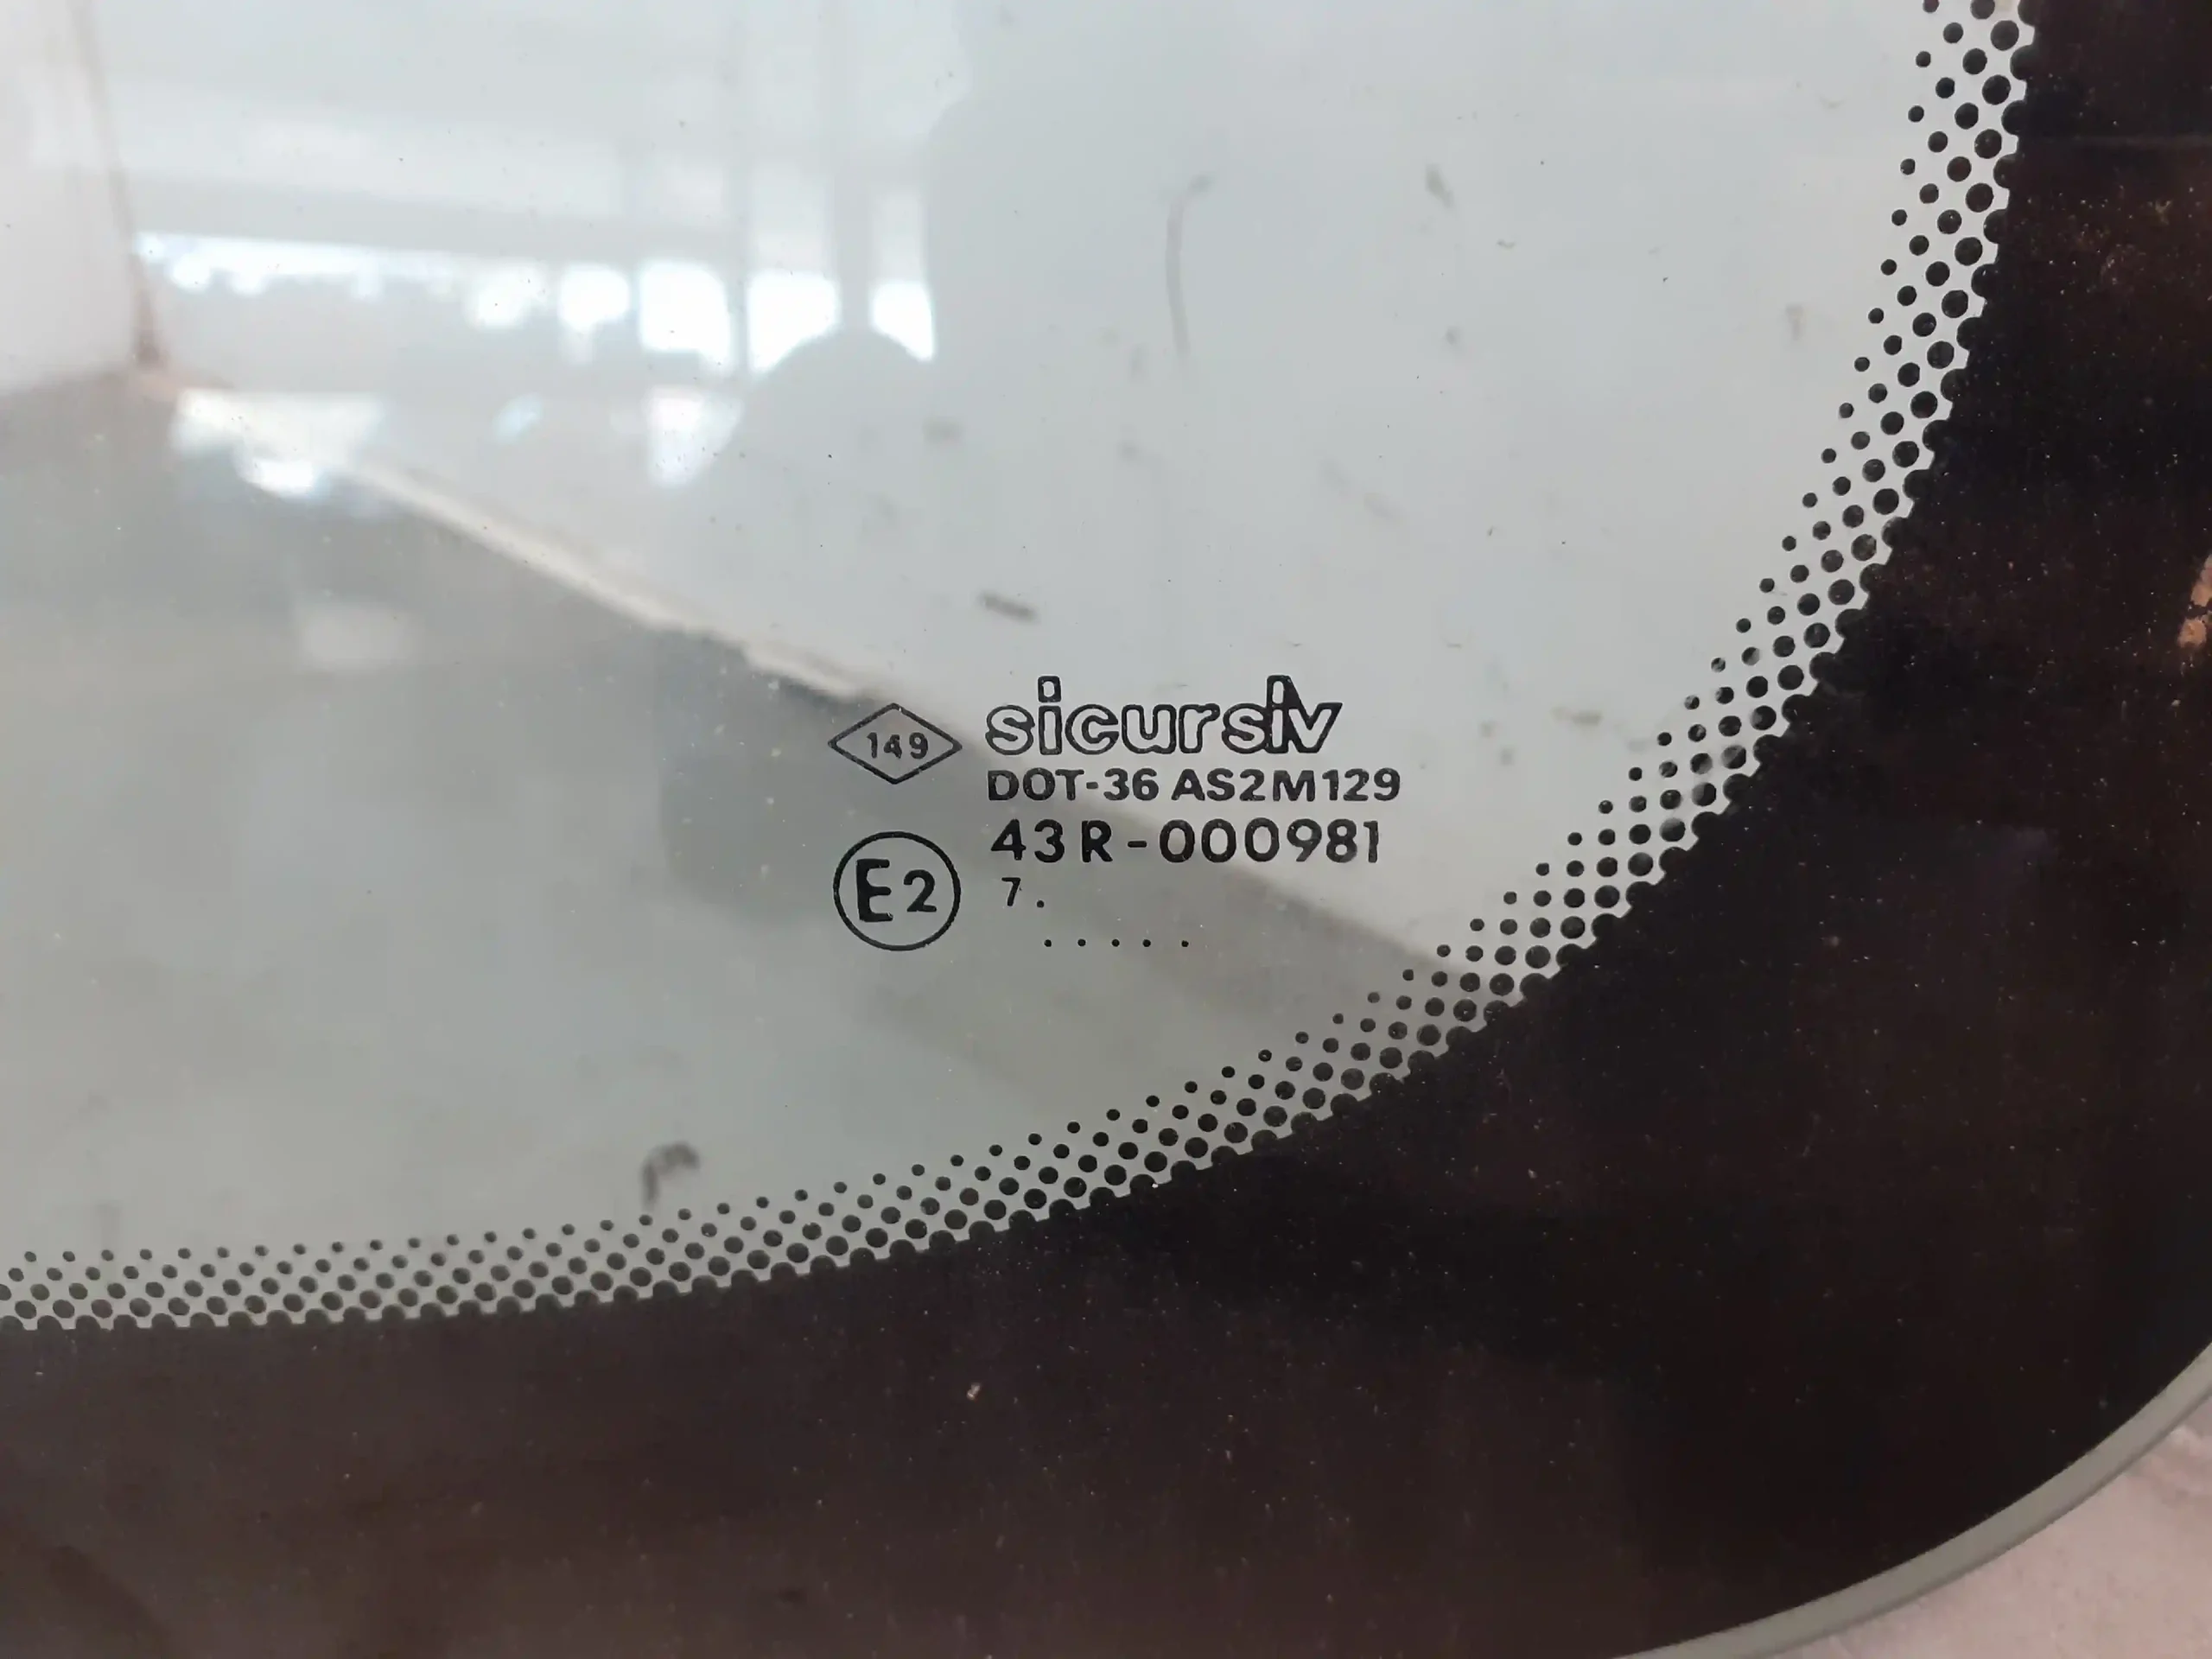 149
sicursiv
DOT-36 AS2M129
43R-000981
E2
7.
.....